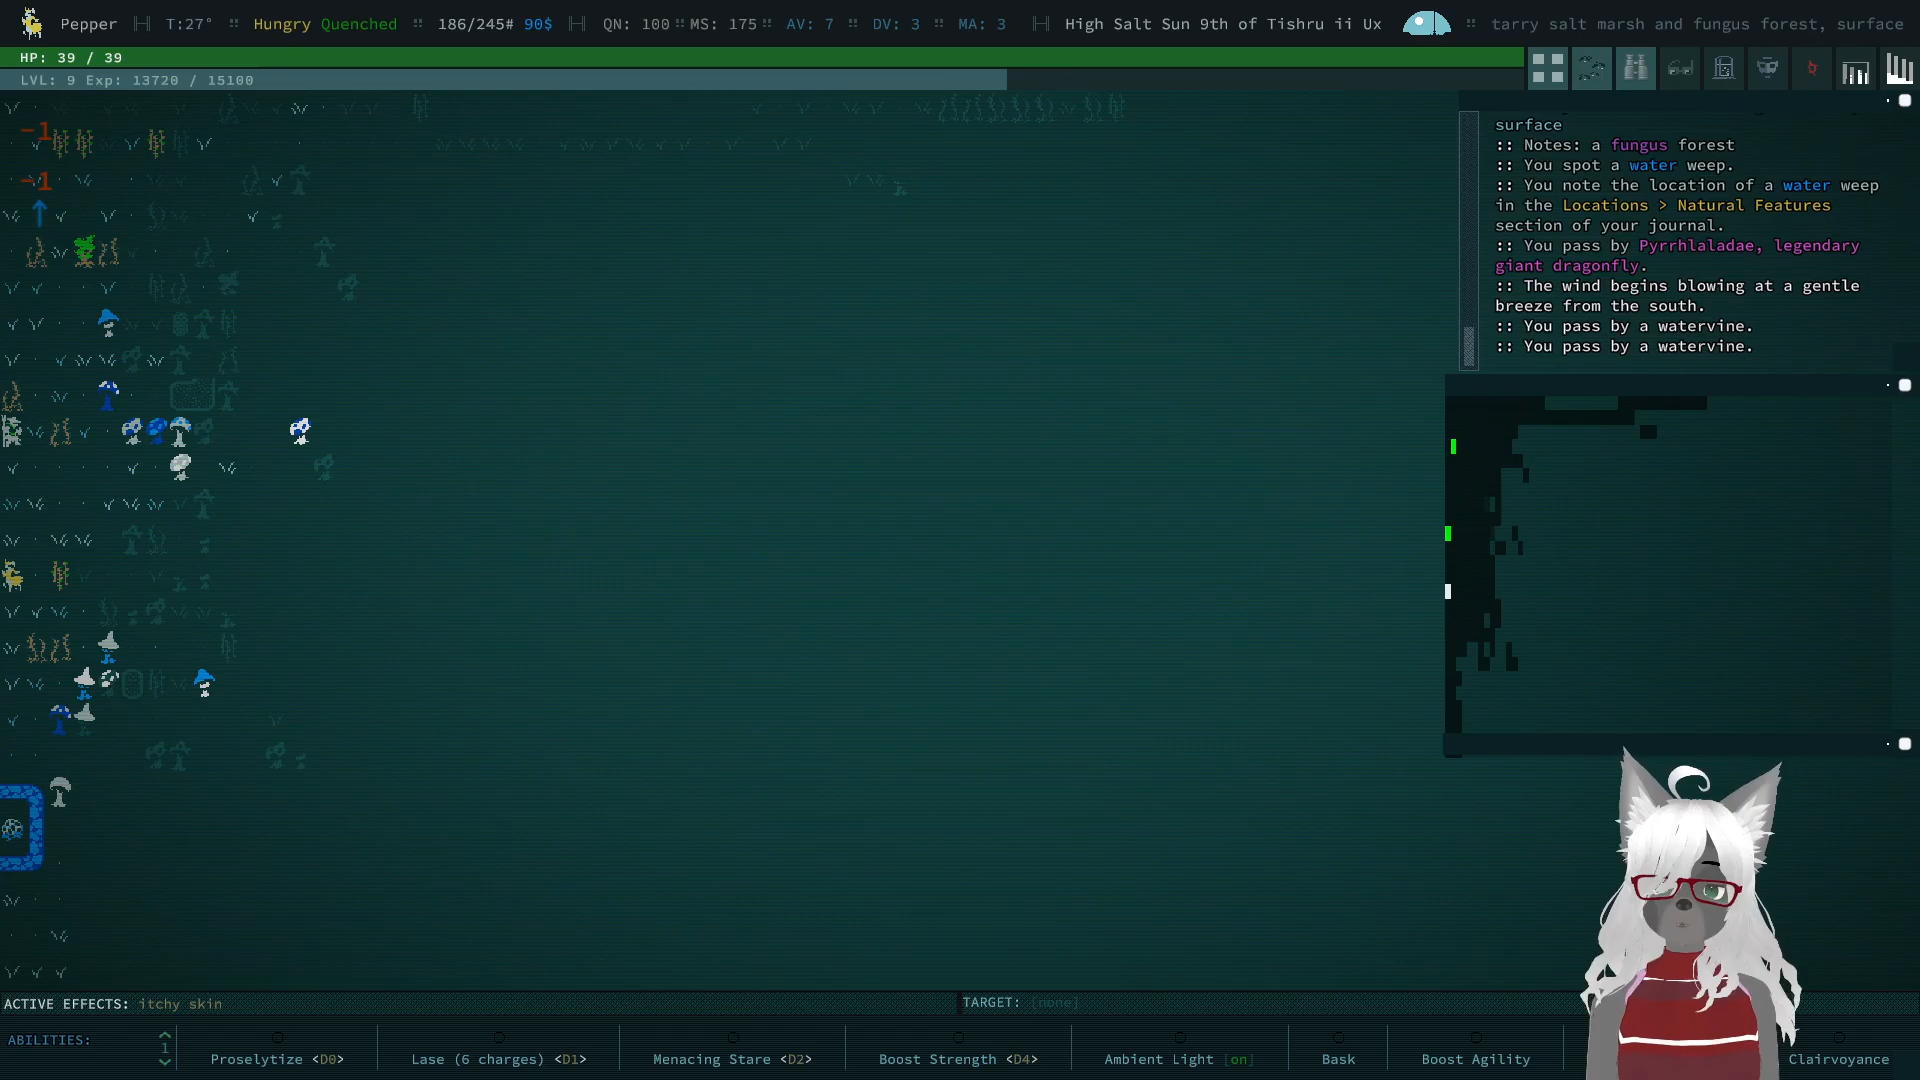 Pepper T:27° Hungry Quenched 186/245# 90$ QN: 100 MS: 175 AV: 7 DV: 3 MA: 3 High Salt Sun 9th of Tishru ii Ux tarry salt marsh and fungus forest, surface
HP: 39 / 39
LVL: 9 Exp: 13720 / 15100
-1
-1
surface
:: Notes: a fungus forest
:: You spot a water weep.
:: You note the location of a water weep
in the Locations > Natural Features
section of your journal.
:: You pass by Pyrrhlaladae, legendary
giant dragonfly.
:: The wind begins blowing at a gentle
breeze from the south.
:: You pass by a watervine.
:: You pass by a watervine.
ACTIVE EFFECTS: itchy skin
TARGET: [none]
ABILITIES: 1
Proselytize <D0> Lase (6 charges) <D1> Menacing Stare <D2> Boost Strength <D4> Ambient Light [on] Bask Boost Agility Clairvoyance